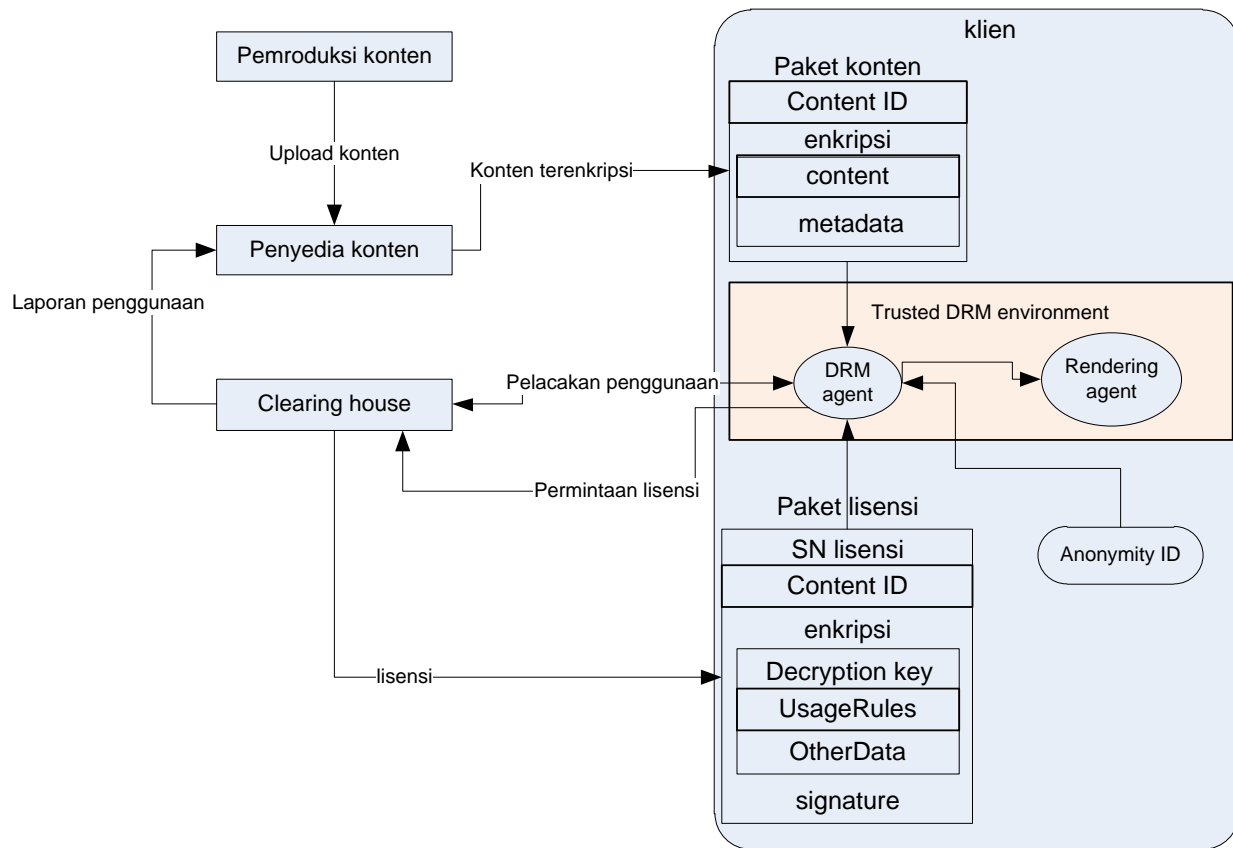 klien
Pemroduksi konten
Upload konten
Penyedia konten
Konten terenkripsi
Laporan penggunaan
Clearing house
Pelacakan penggunaan
Permintaan lisensi
lisensi
Paket konten
Content ID
enkripsi
content
metadata
Trusted DRM environment
DRM
agent
Rendering
agent
Anonymity ID
Paket lisensi
SN lisensi
Content ID
enkripsi
Decryption key
UsageRules
OtherData
signature